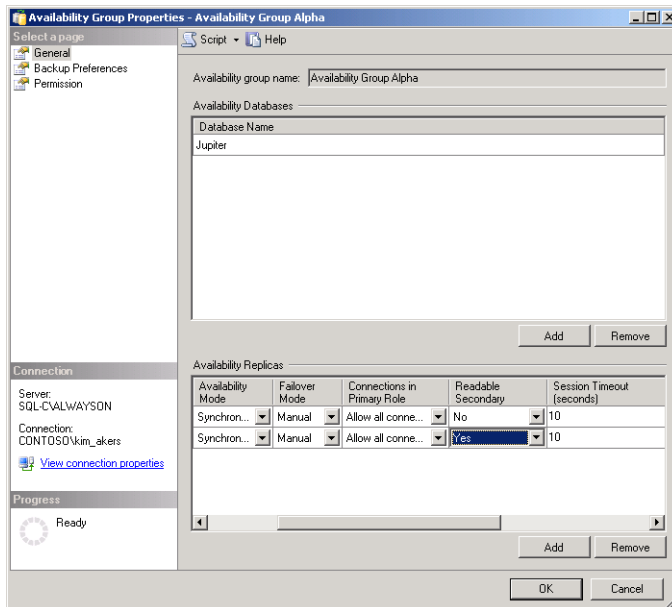 Availability Group Properties - Availability Group Alpha
Select a page
General
Backup Preferences
Permission
Script
Help
Availability group name: Availability Group Alpha
Availability Databases
Database Name
Jupiter
Add Remove
Connection
Server:
SQL-C\ALWAYSON
Connection:
CONTOSO\kim_akers
View connection properties
Progress
Ready
Availability Replicas
Availability Mode Failover Mode Connections in Primary Role Readable Secondary Session Timeout (seconds)
Synchron... Manual Allow all conne... No 10
Synchron... Manual Allow all conne... Yes 10
Add Remove
OK Cancel